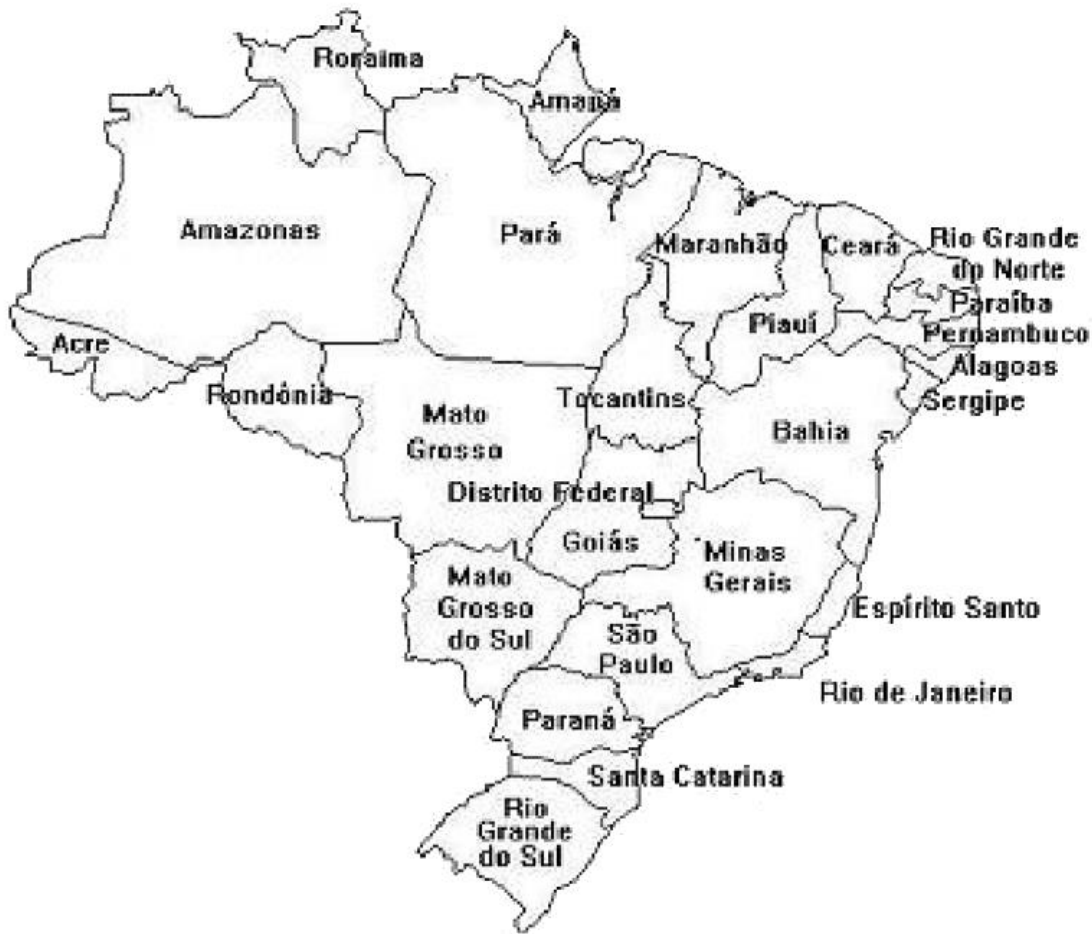 Roraima
Amapá
Amazonas
Pará
Maranhão
Ceará
Rio Grande
do Norte
Paraíba
Piauí
Pernambuco
Acre
Alagoas
Rondônia
Tocantins
Sergipe
Mato
Grosso
Bahia
Distrito Federal
Goiás
Minas
Gerais
Mato
Grosso
do Sul
Espírito Santo
São
Paulo
Rio de Janeiro
Paraná
Santa Catarina
Rio
Grande
do Sul